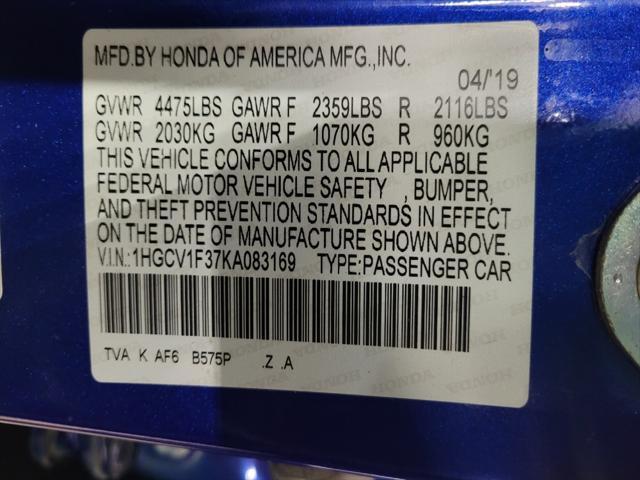 MFD.BY HONDA OF AMERICA MFG.,INC.
04/'19
GVWR 4475LBS GAWR F 2359LBS R 2116LBS
GVWR 2030KG GAWR F 1070KG R 960KG
THIS VEHICLE CONFORMS TO ALL APPLICABLE
FEDERAL MOTOR VEHICLE SAFETY , BUMPER,
AND THEFT PREVENTION STANDARDS IN EFFECT
ON THE DATE OF MANUFACTURE SHOWN ABOVE.
V.I.N.:1HGCV1F37KA083169 TYPE:PASSENGER CAR
TVA K AF6 B575P .Z .A